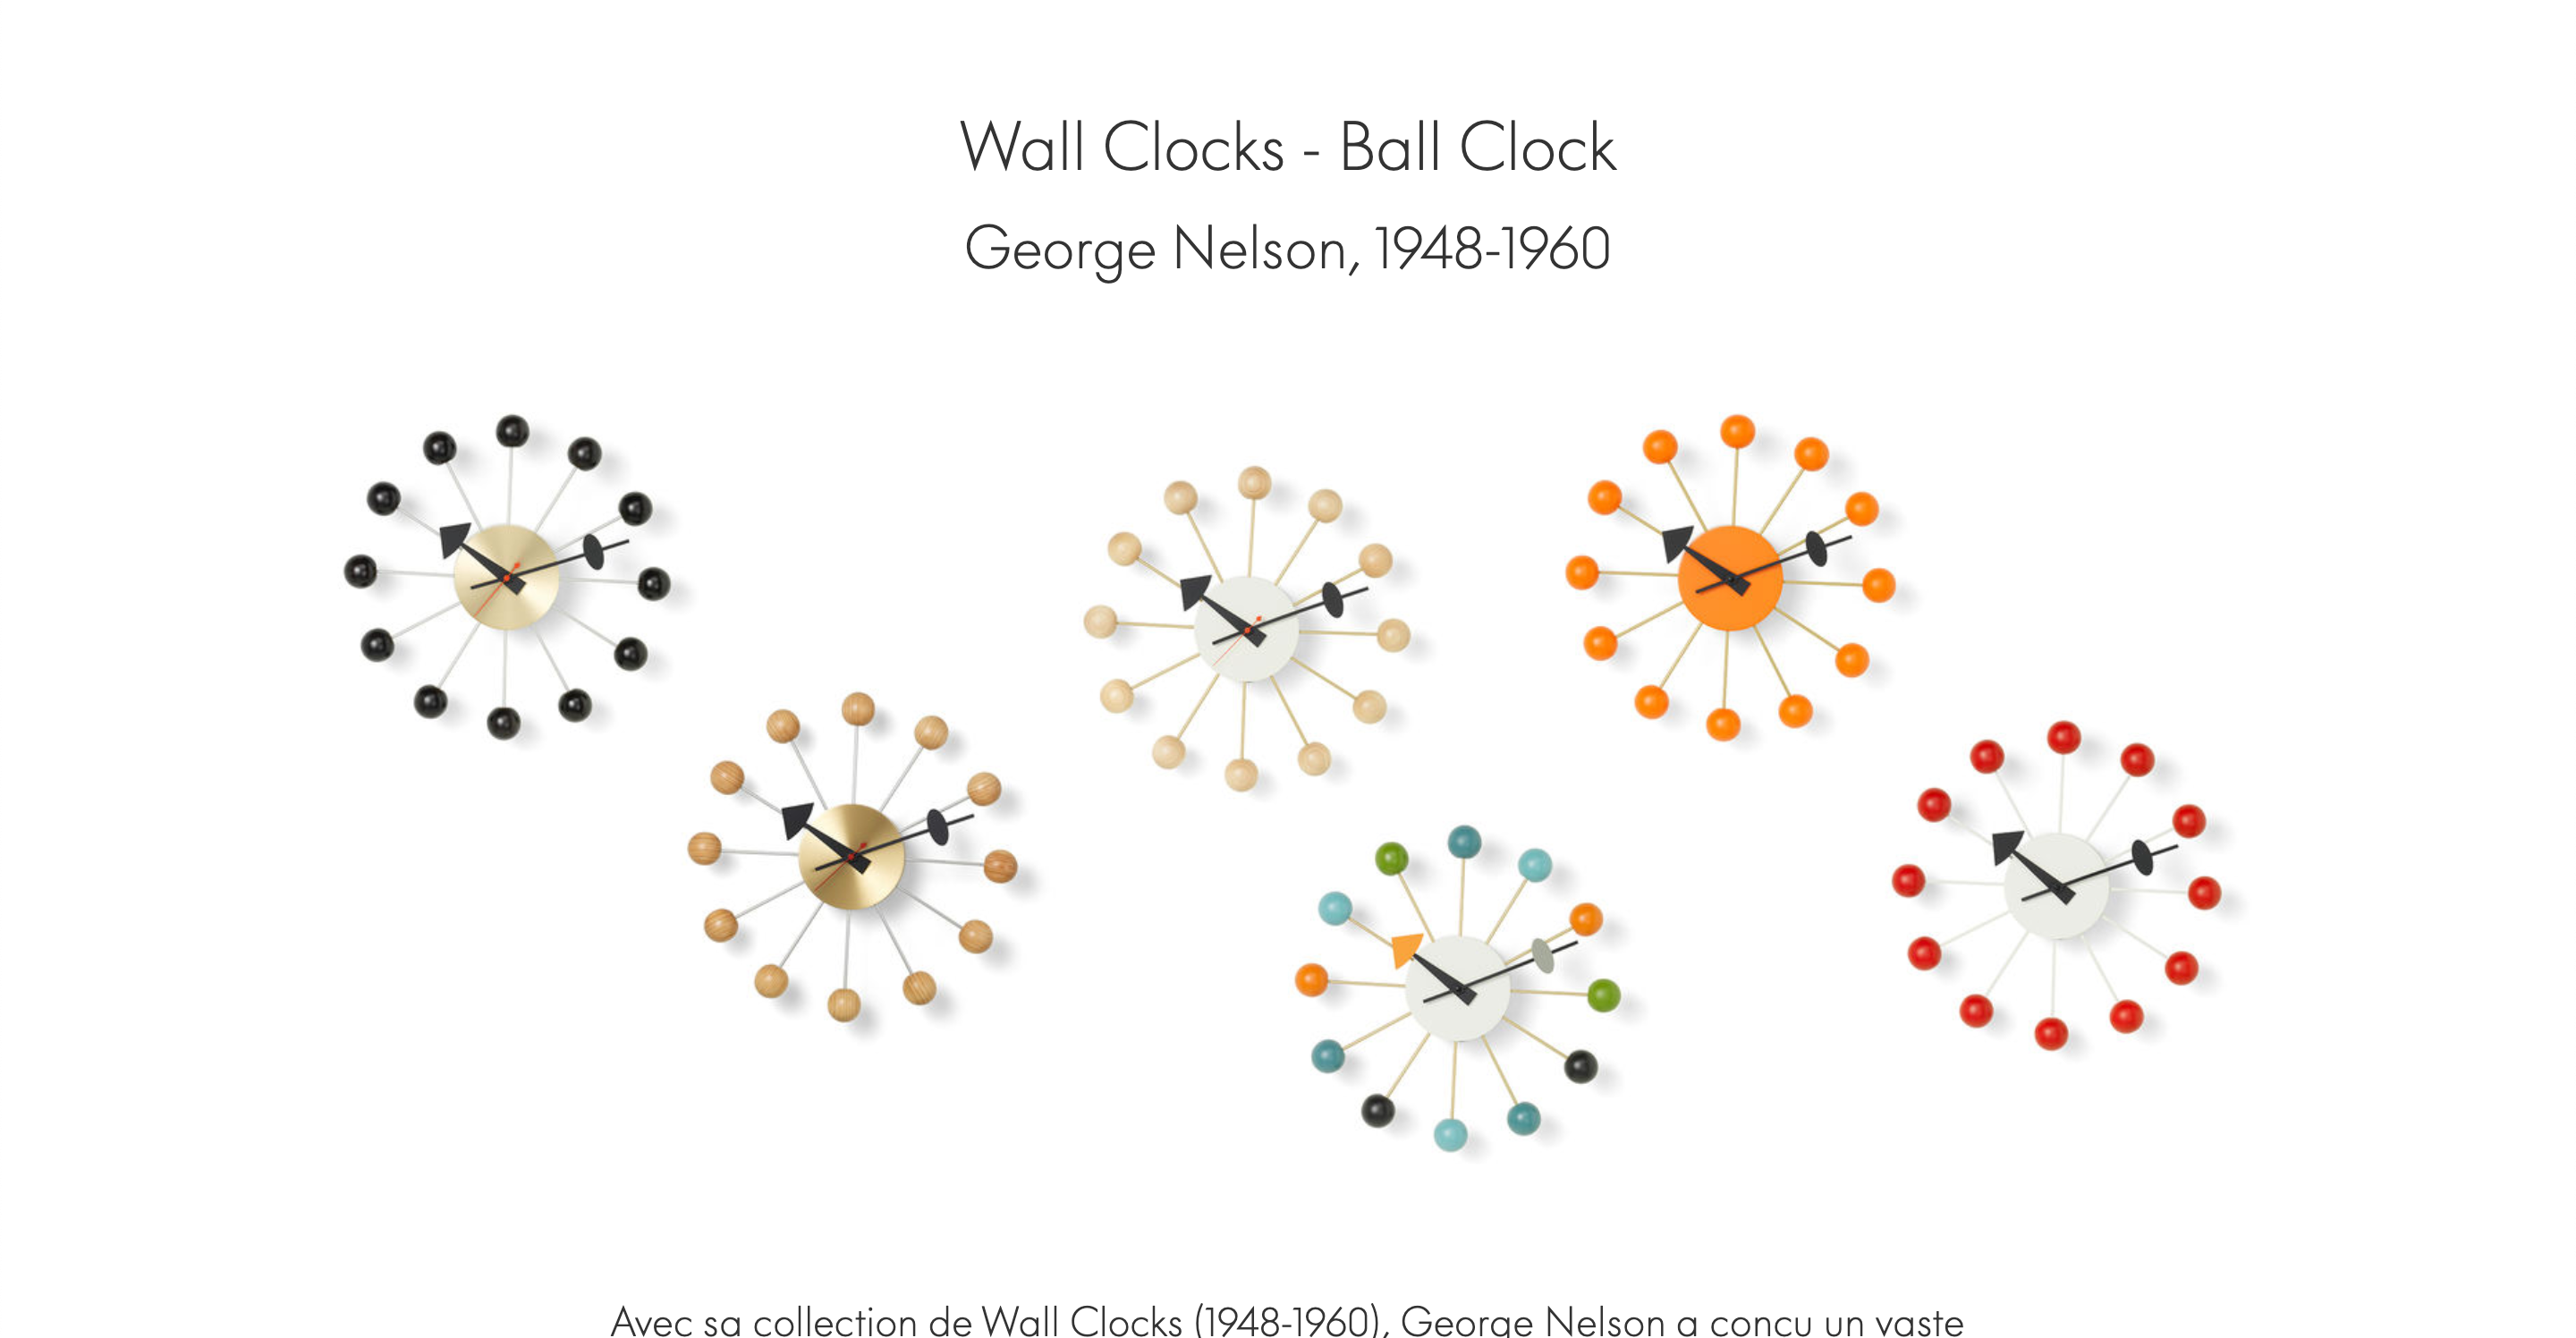 Wall Clocks - Ball Clock
George Nelson, 1948-1960
Avec sa collection de Wall Clocks (1948-1960), George Nelson a concu un vaste